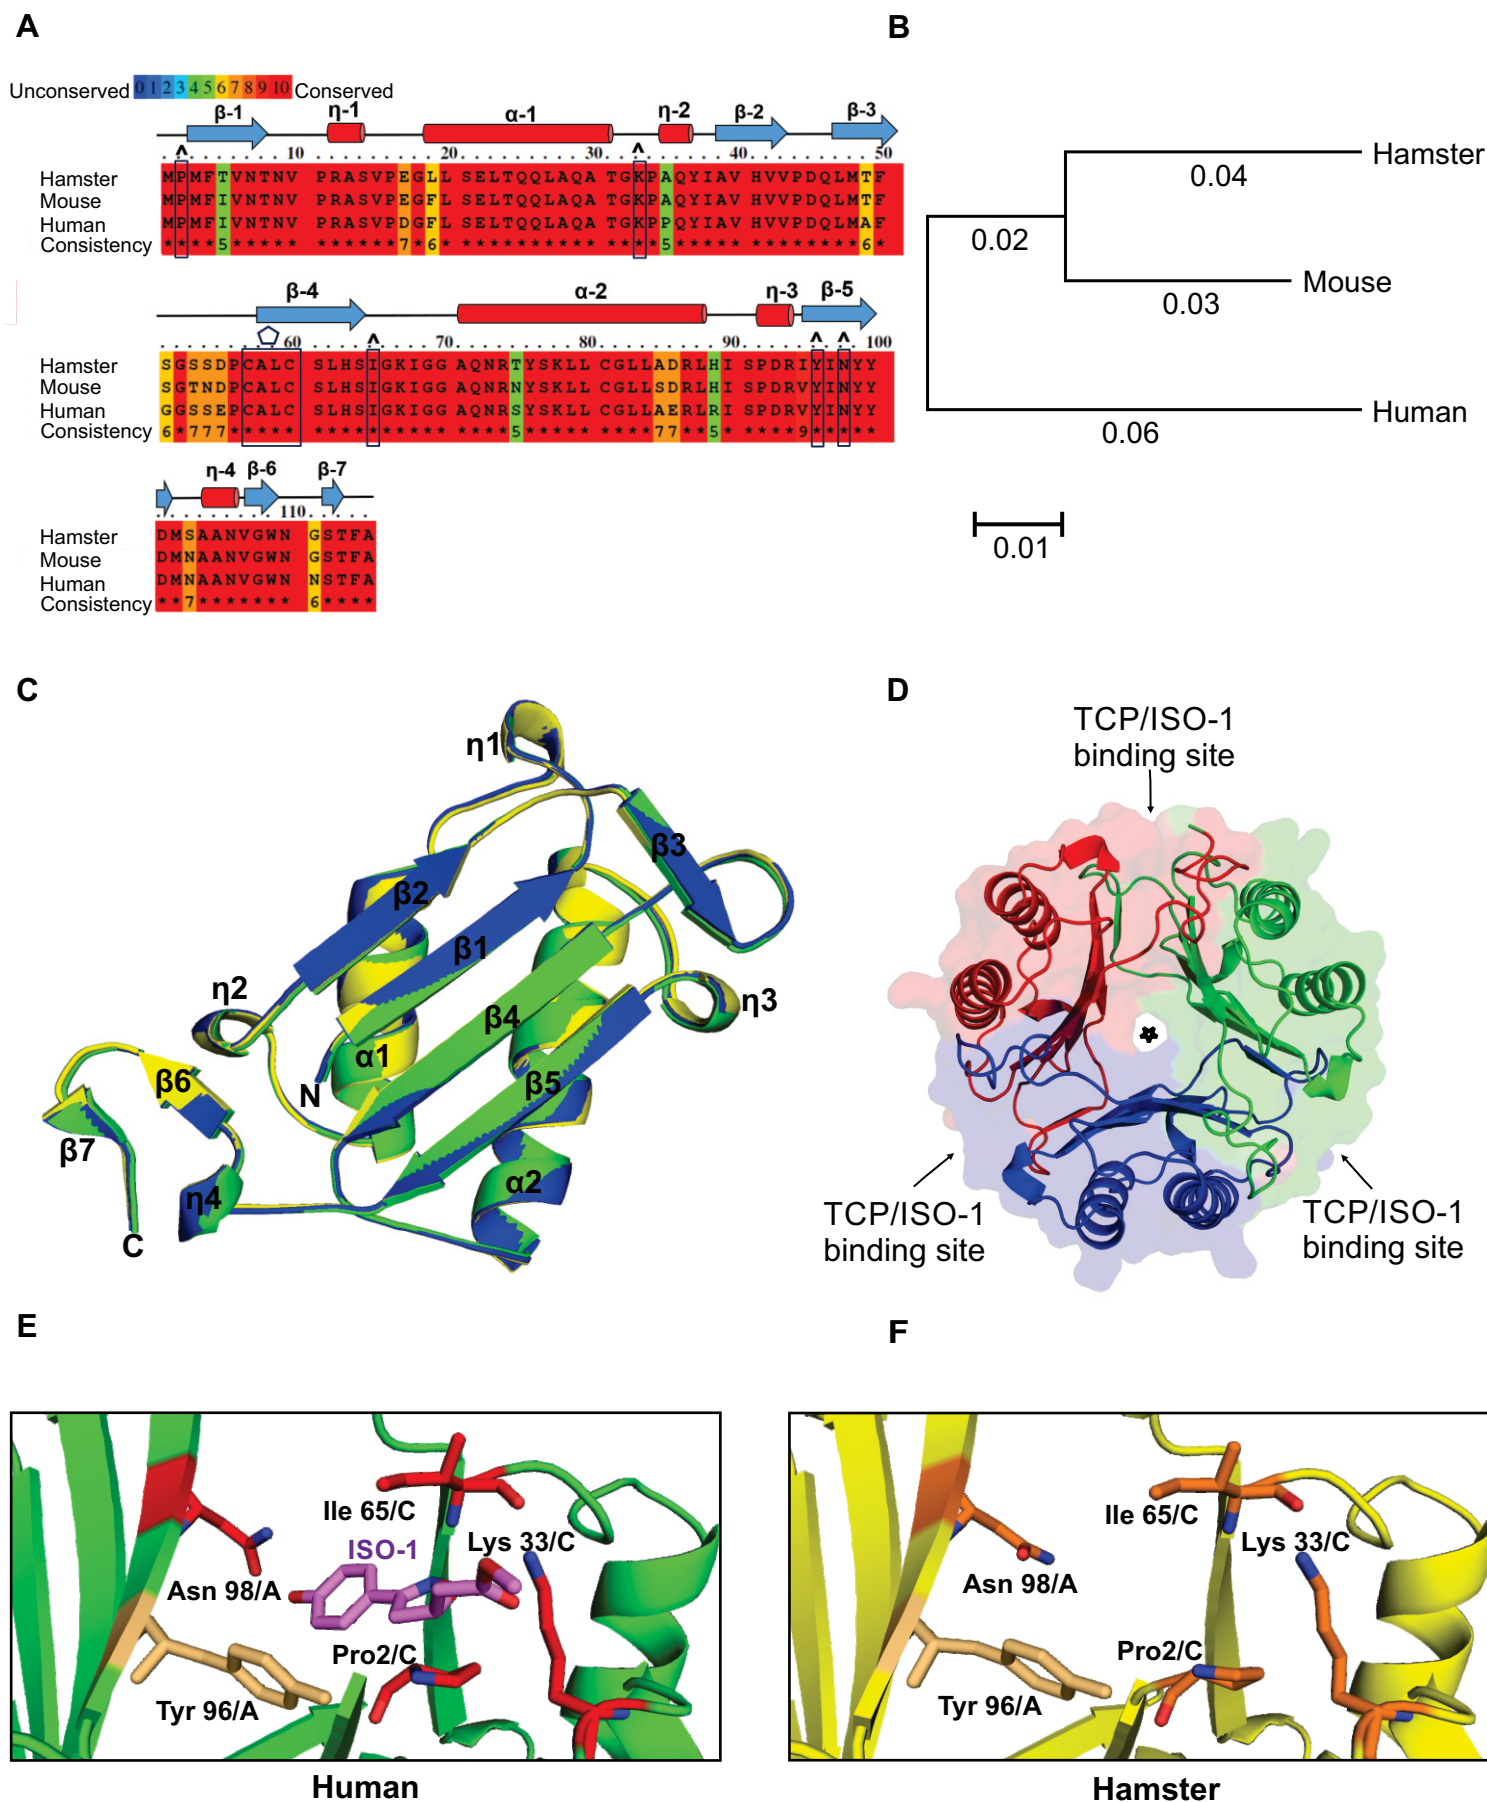 A
B
Unconserved 0 1 2 3 4 5 6 7 8 9 10 Conserved
β-1 η-1 α-1 η-2 β-2 β-3
^ ^
. . . . . . . . . 10 . . . . . . . . . 20 . . . . . . . . . 30 . . . . . . . . . 40 . . . . . . . . . 50
Hamster MPMFTVNTNV PRASVPEGLL SELTQQLAQA TGKPAQYIAV HVVPDQLMTF
Mouse MPMFIVNTNV PRASVPEGFL SELTQQLAQA TGKPAQYIAV HVVPDQLMTF
Human MPMFIVNTNV PRASVPDGFL SELTQQLAQA TGKPPQYIAV HVVPDQLMAF
Consistency ****5***** ******7*6* ********** ****5***** ********6*
β-4 α-2 η-3 β-5
^ ^ ^
. . . . . . . . . 60 . . . . . . . . . 70 . . . . . . . . . 80 . . . . . . . . . 90 . . . . . . . . . 100
Hamster SGSSDPCALC SLHSIGKIGG AQNRTYSKLL CGLLADRLHI SPDRIYINYY
Mouse SGTNDPCALC SLHSIGKIGG AQNRNYSKLL CGLLSDRLHI SPDRVYINYY
Human GGSSEPCALC SLHSIGKIGG AQNRSYSKLL CGLLAERLRI SPDRVYINYY
Consistency 6*777***** ********** ****5***** ****77**5* ****9*****
η-4 β-6 β-7
. . . . . . . . . 110 . . . . .
Hamster DMSAANVGWN GSTFA
Mouse DMNAANVGWN GSTFA
Human DMNAANVGWN NSTFA
Consistency **7******* 6****
Hamster
0.04
0.02
Mouse
0.03
Human
0.06
0.01
C
D
η1
β3
β2
β1
η2
η3
β4
α1
β6
β5
N
β7
α2
η4
C
TCP/ISO-1
binding site
TCP/ISO-1
binding site
TCP/ISO-1
binding site
E
F
Ile 65/C
Lys 33/C
ISO-1
Asn 98/A
Pro2/C
Tyr 96/A
Human
Ile 65/C
Lys 33/C
Asn 98/A
Pro2/C
Tyr 96/A
Hamster